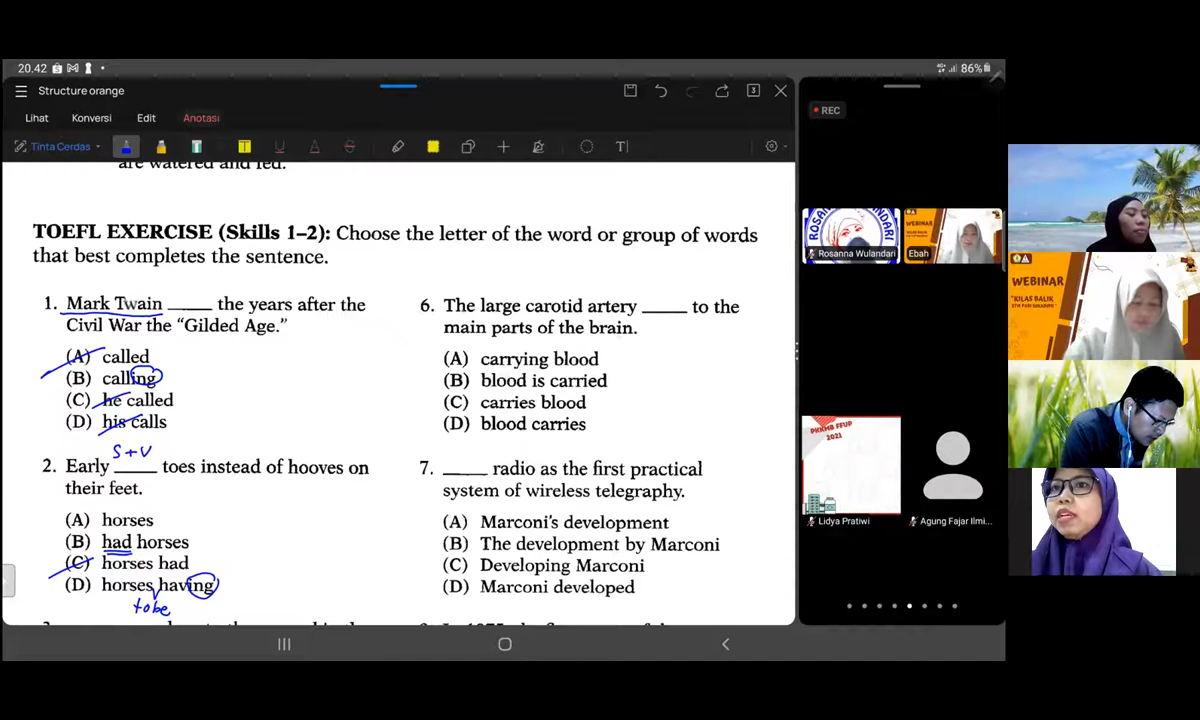 20.42
86%
Structure orange
3
Lihat Konversi Edit Anotasi
Tinta Cerdas
are watered and fed.
TOEFL EXERCISE (Skills 1–2): Choose the letter of the word or group of words
that best completes the sentence.
1. Mark Twain _____ the years after the
Civil War the “Gilded Age.”
(A) called
(B) calling
(C) he called
(D) his calls
S+V
2. Early _____ toes instead of hooves on
their feet.
(A) horses
(B) had horses
(C) horses had
(D) horses having
to be
6. The large carotid artery _____ to the
main parts of the brain.
(A) carrying blood
(B) blood is carried
(C) carries blood
(D) blood carries
7. _____ radio as the first practical
system of wireless telegraphy.
(A) Marconi’s development
(B) The development by Marconi
(C) Developing Marconi
(D) Marconi developed
REC
Rosanna Wulandari
WEBINAR
Ebah
PKKMB FFUP
2021
Lidya Pratiwi
Agung Fajar Ilmi...
WEBINAR
"KILAS BALIK